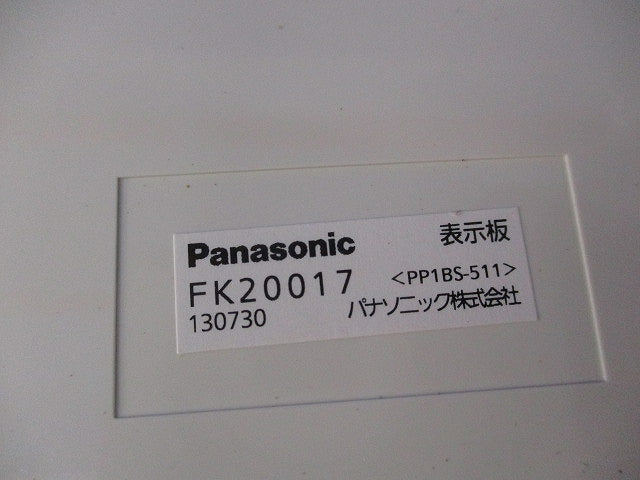 Panasonic 表示板
FK20017 <PP1BS-511>
130730 パナソニック株式会社